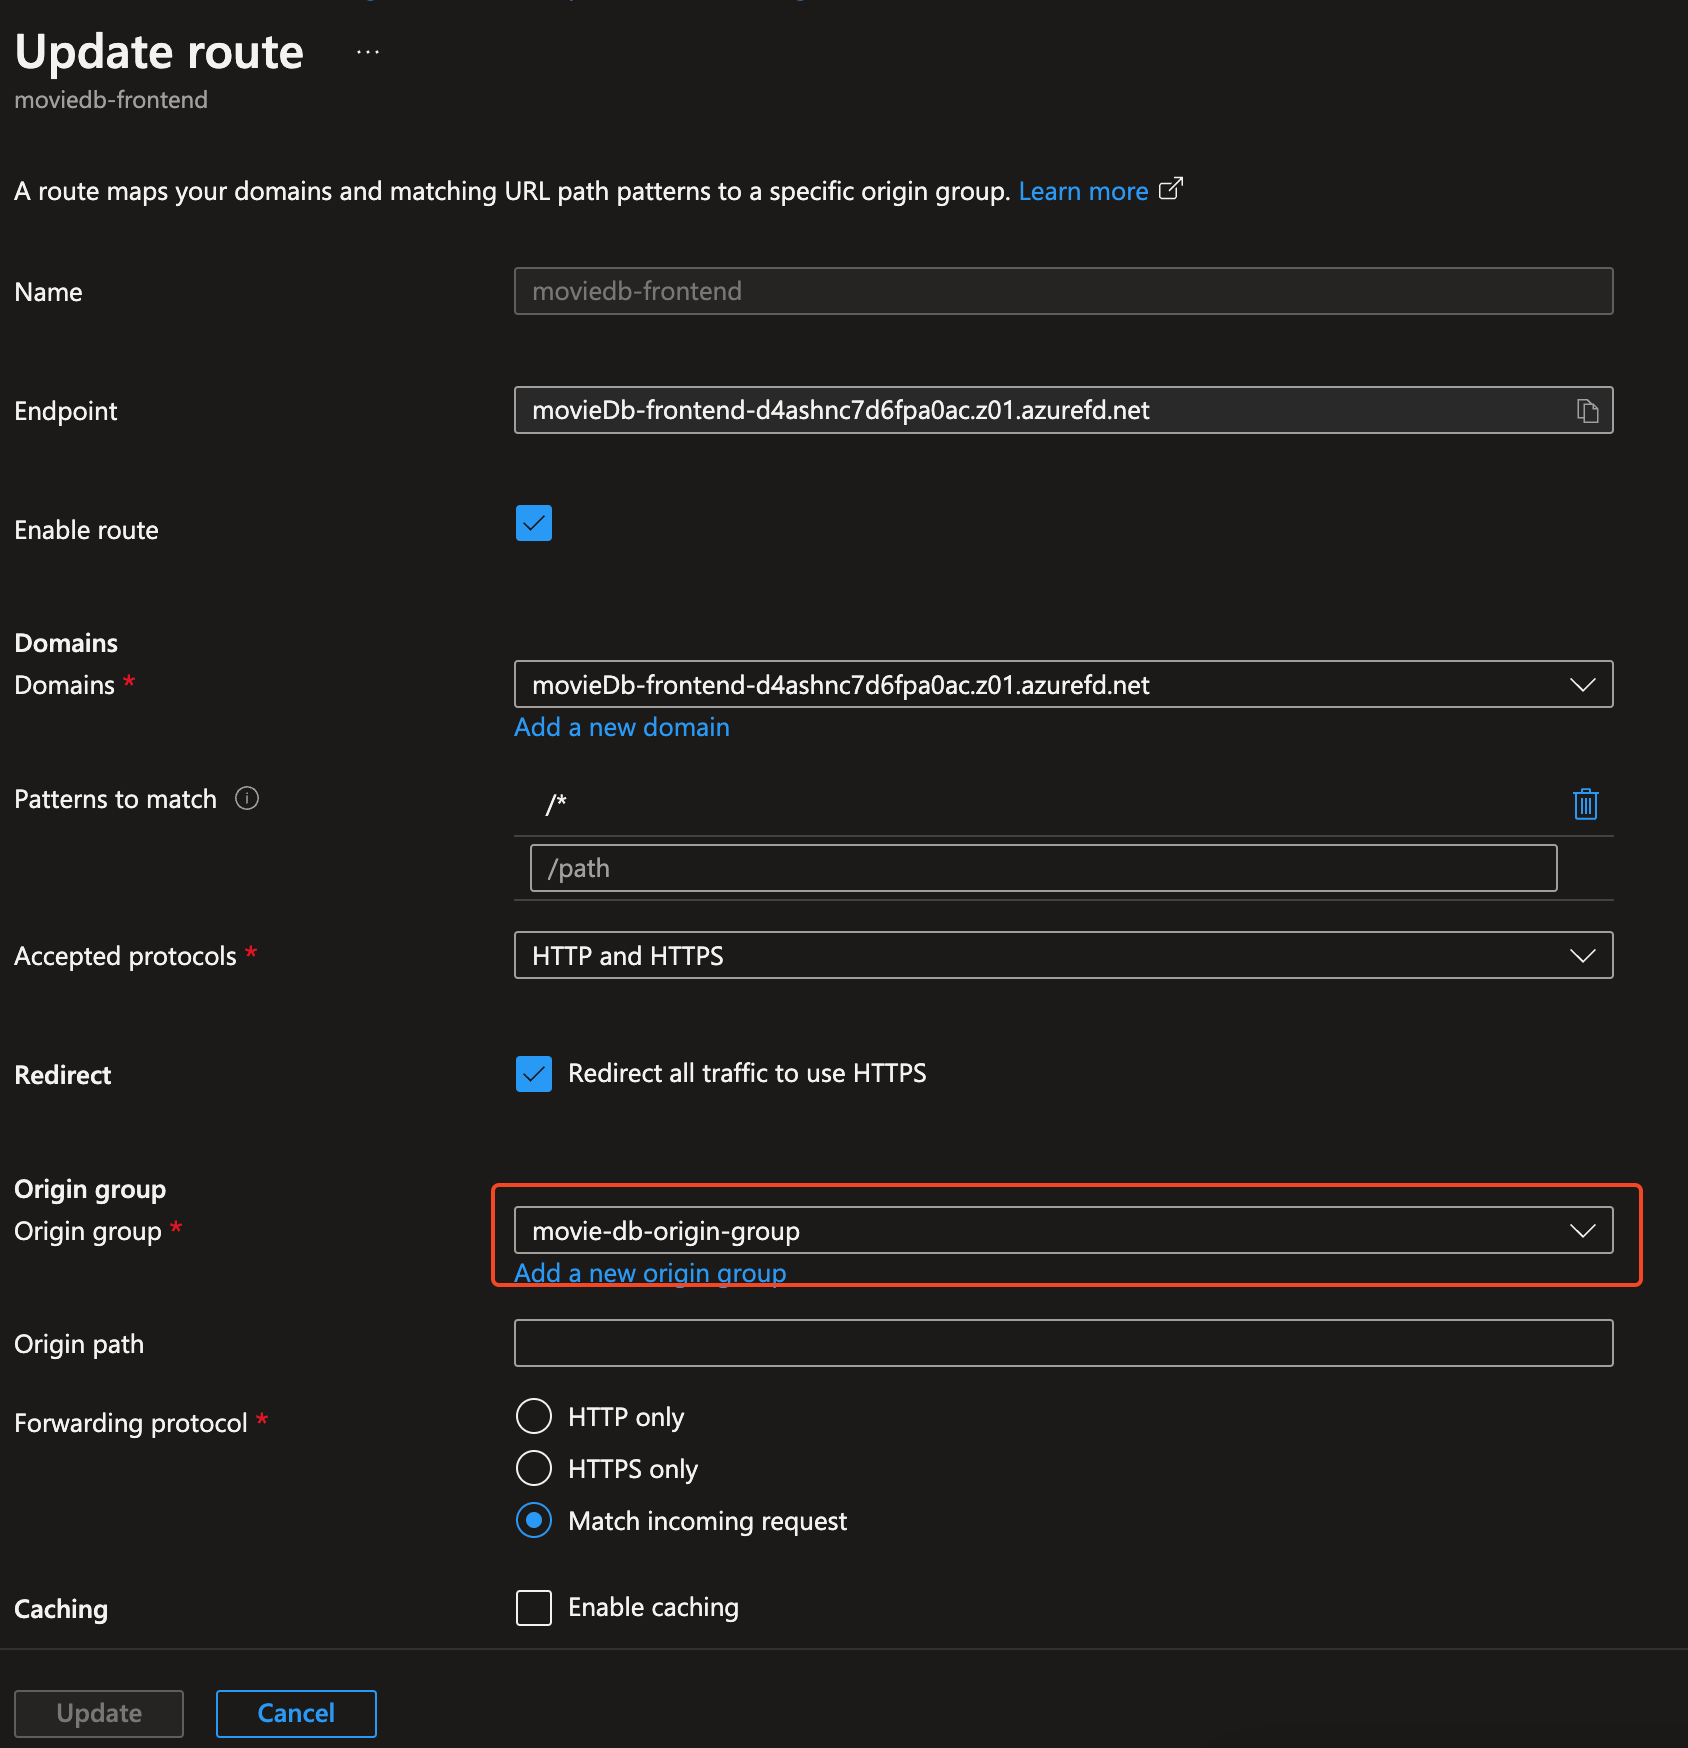 Update route ...
moviedb-frontend
A route maps your domains and matching URL path patterns to a specific origin group. Learn more
Name
moviedb-frontend
Endpoint
movieDb-frontend-d4ashnc7d6fpa0ac.z01.azurefd.net
Enable route
Domains
Domains *
movieDb-frontend-d4ashnc7d6fpa0ac.z01.azurefd.net
Add a new domain
Patterns to match
/*
/path
Accepted protocols *
HTTP and HTTPS
Redirect
Redirect all traffic to use HTTPS
Origin group
Origin group *
movie-db-origin-group
Add a new origin group
Origin path
Forwarding protocol *
HTTP only
HTTPS only
Match incoming request
Caching
Enable caching
Update
Cancel